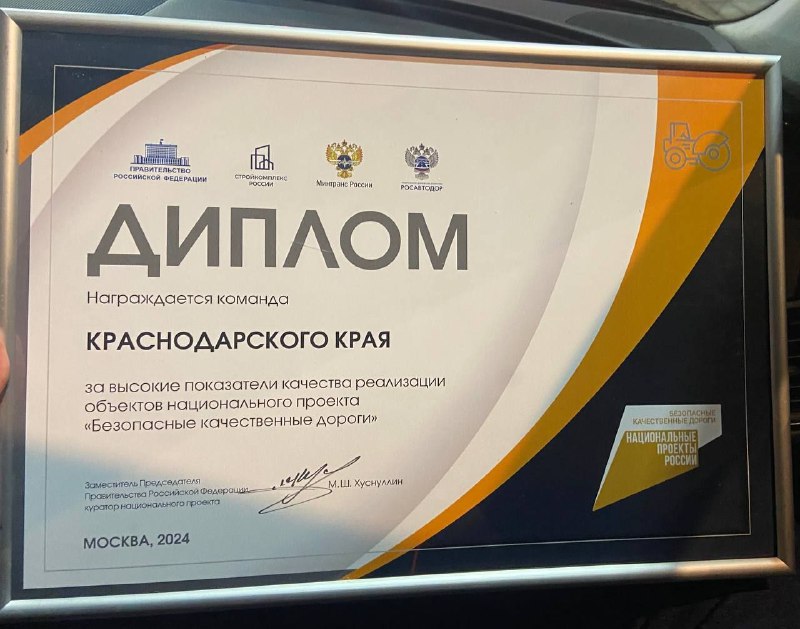 ПРАВИТЕЛЬСТВО
РОССИЙСКОЙ ФЕДЕРАЦИИ
СТРОЙКОМПЛЕКС
РОССИИ
Минтранс России
РОСАВТОДОР
ДИПЛОМ
Награждается команда
КРАСНОДАРСКОГО КРАЯ
за высокие показатели качества реализации
объектов национального проекта
«Безопасные качественные дороги»
БЕЗОПАСНЫЕ
КАЧЕСТВЕННЫЕ ДОРОГИ
НАЦИОНАЛЬНЫЕ
ПРОЕКТЫ
РОССИИ
Заместитель Председателя
Правительства Российской Федерации,
куратор национального проекта
М.Ш. Хуснуллин
МОСКВА, 2024